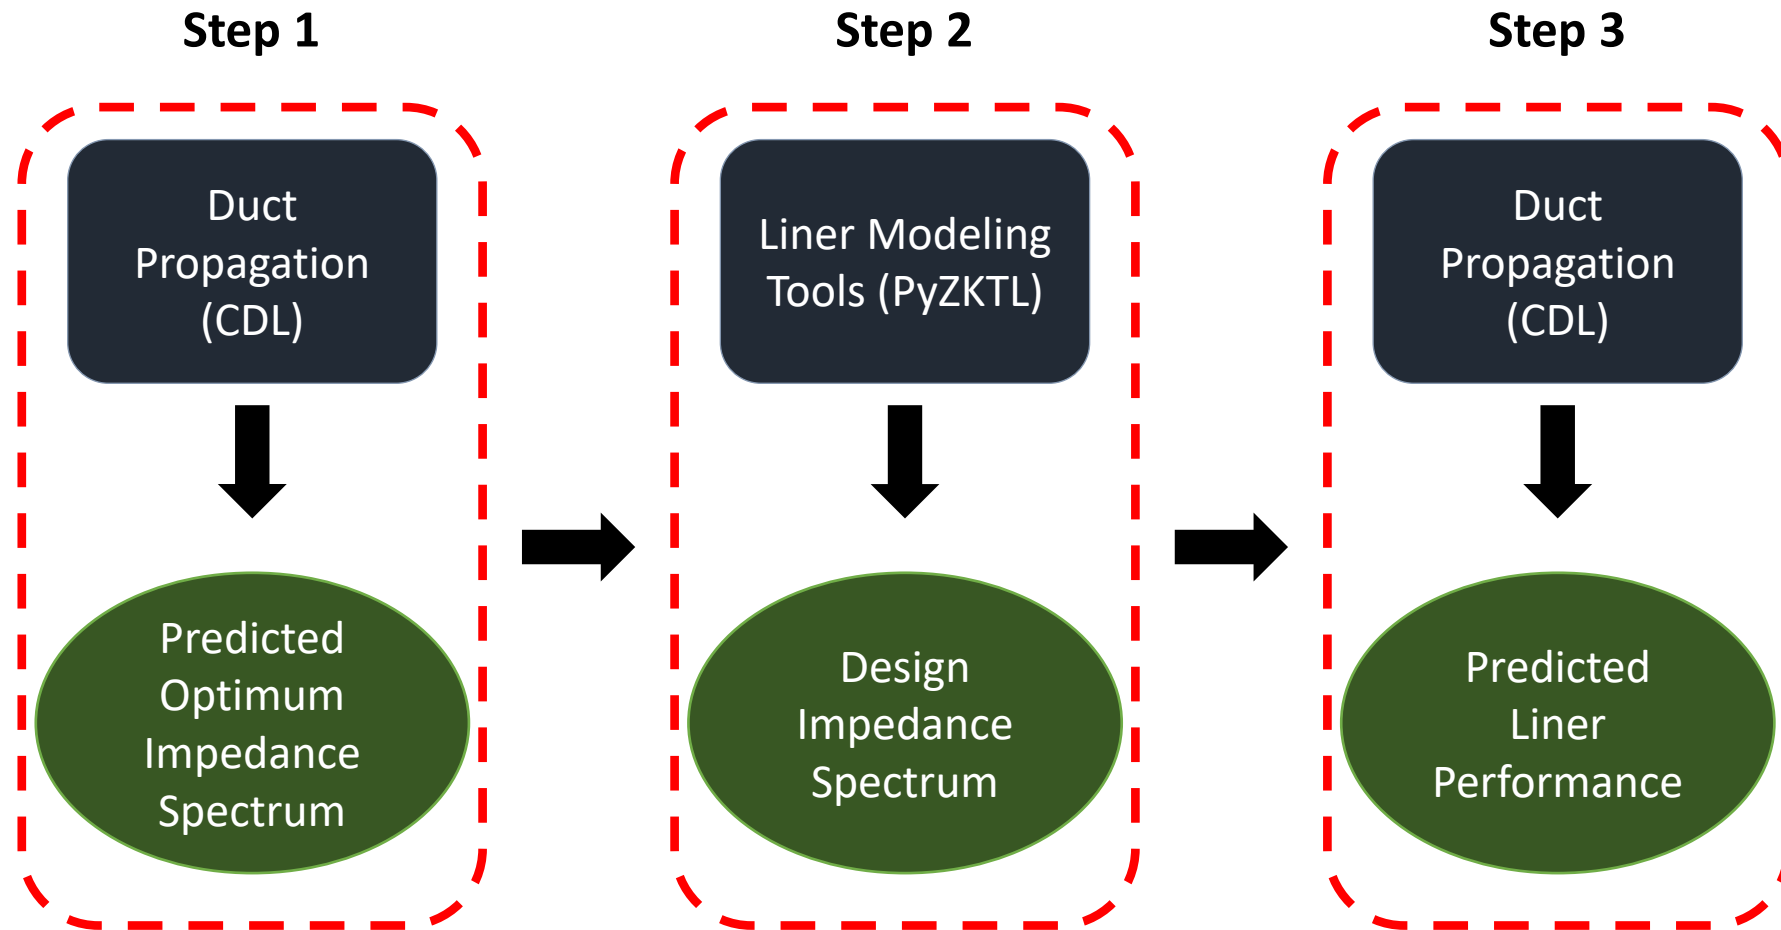 Step 1
Duct
Propagation
(CDL)
Predicted
Optimum
Impedance
Spectrum
Step 2
Liner Modeling
Tools (PyZKTL)
Design
Impedance
Spectrum
Step 3
Duct
Propagation
(CDL)
Predicted
Liner
Performance